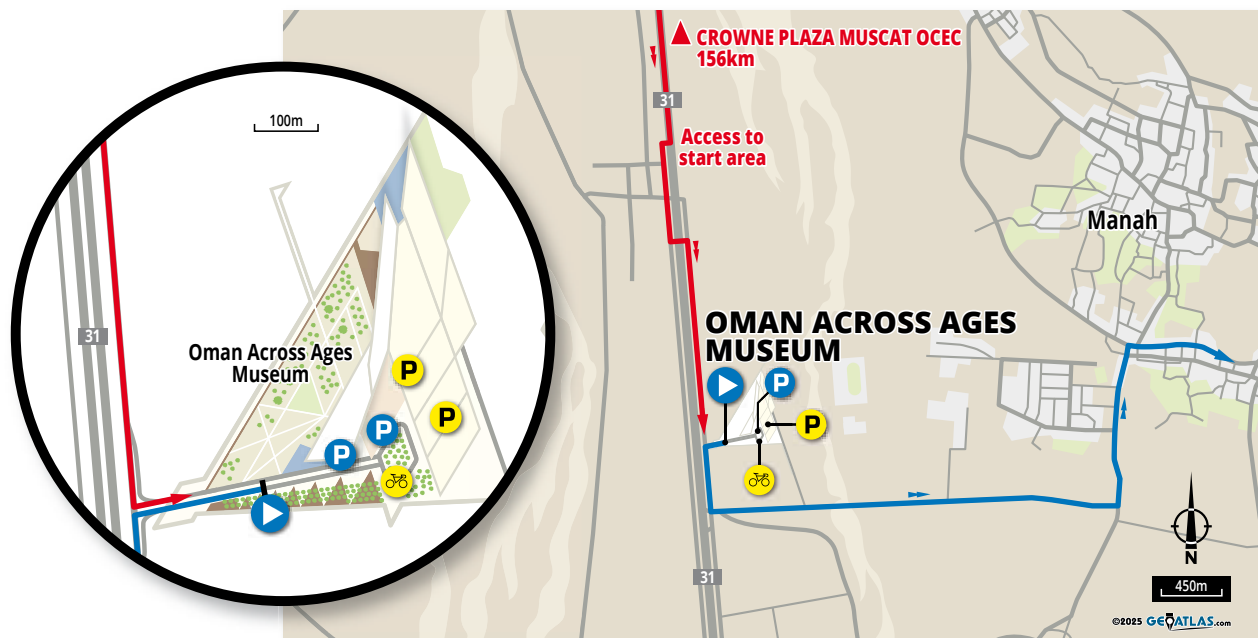 CROWNE PLAZA MUSCAT OCEC
156km
31
Access to
start area
Manah
OMAN ACROSS AGES
MUSEUM
P
P
31
N
450m
©2025 GEOATLAS.com
100m
31
Oman Across Ages
Museum
P
P
P
P